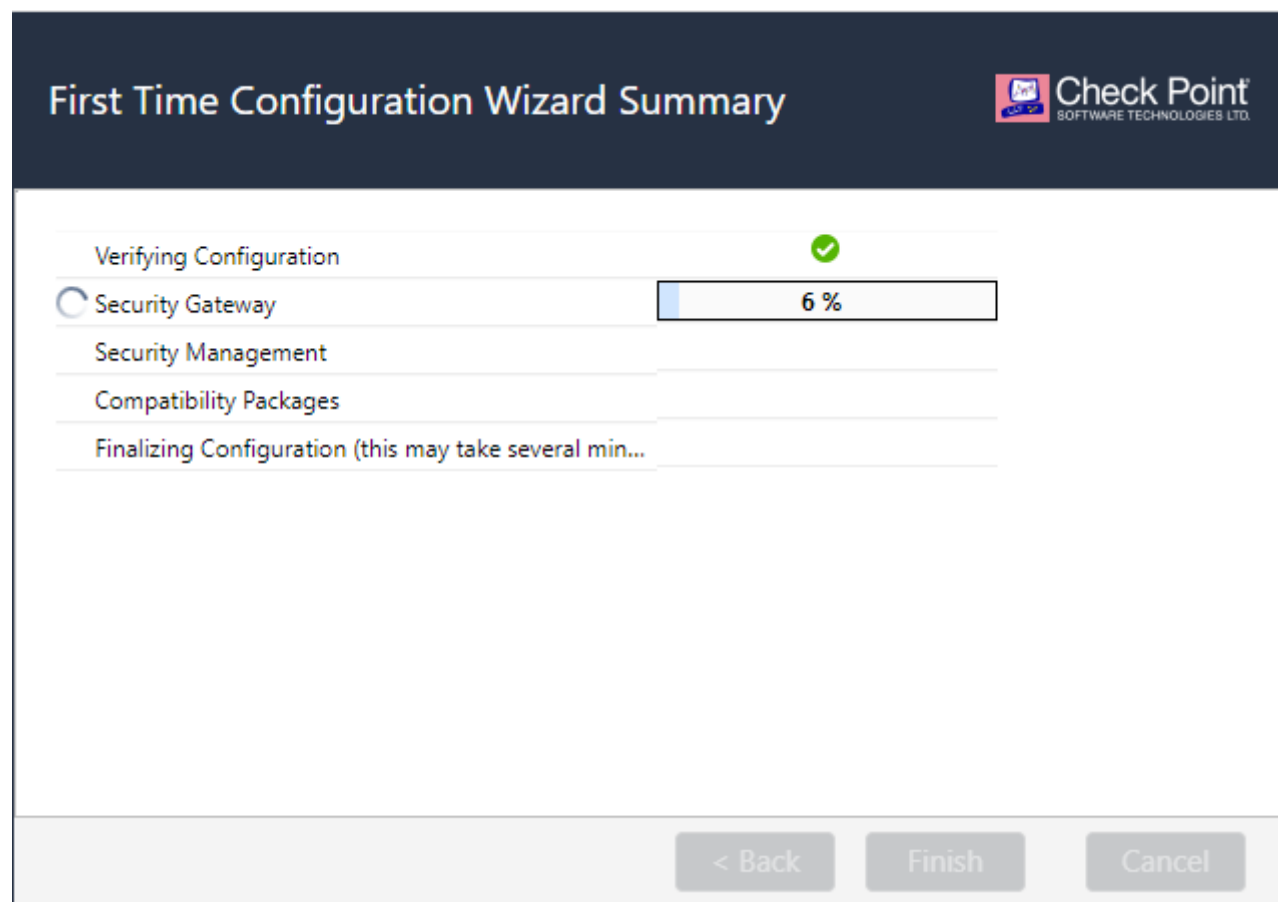 First Time Configuration Wizard Summary
Check Point
SOFTWARE TECHNOLOGIES LTD.
Verifying Configuration
Security Gateway 6 %
Security Management
Compatibility Packages
Finalizing Configuration (this may take several min...
< Back Finish Cancel